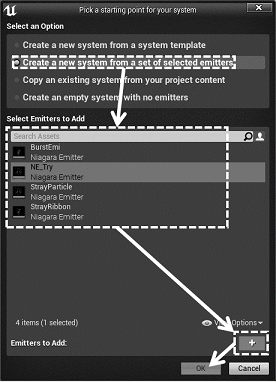 Pick a starting point for your system
Select an Option
Create a new system from a system template
Create a new system from a set of selected emitters
Copy an existing system from your project content
Create an empty system with no emitters
Select Emitters to Add
Search Assets
BurstEmi
Niagara Emitter
NE_Try
Niagara Emitter
StrayParticle
Niagara Emitter
StrayRibbon
Niagara Emitter
4 items (1 selected)
View Options
Emitters to Add:
+
OK
Cancel